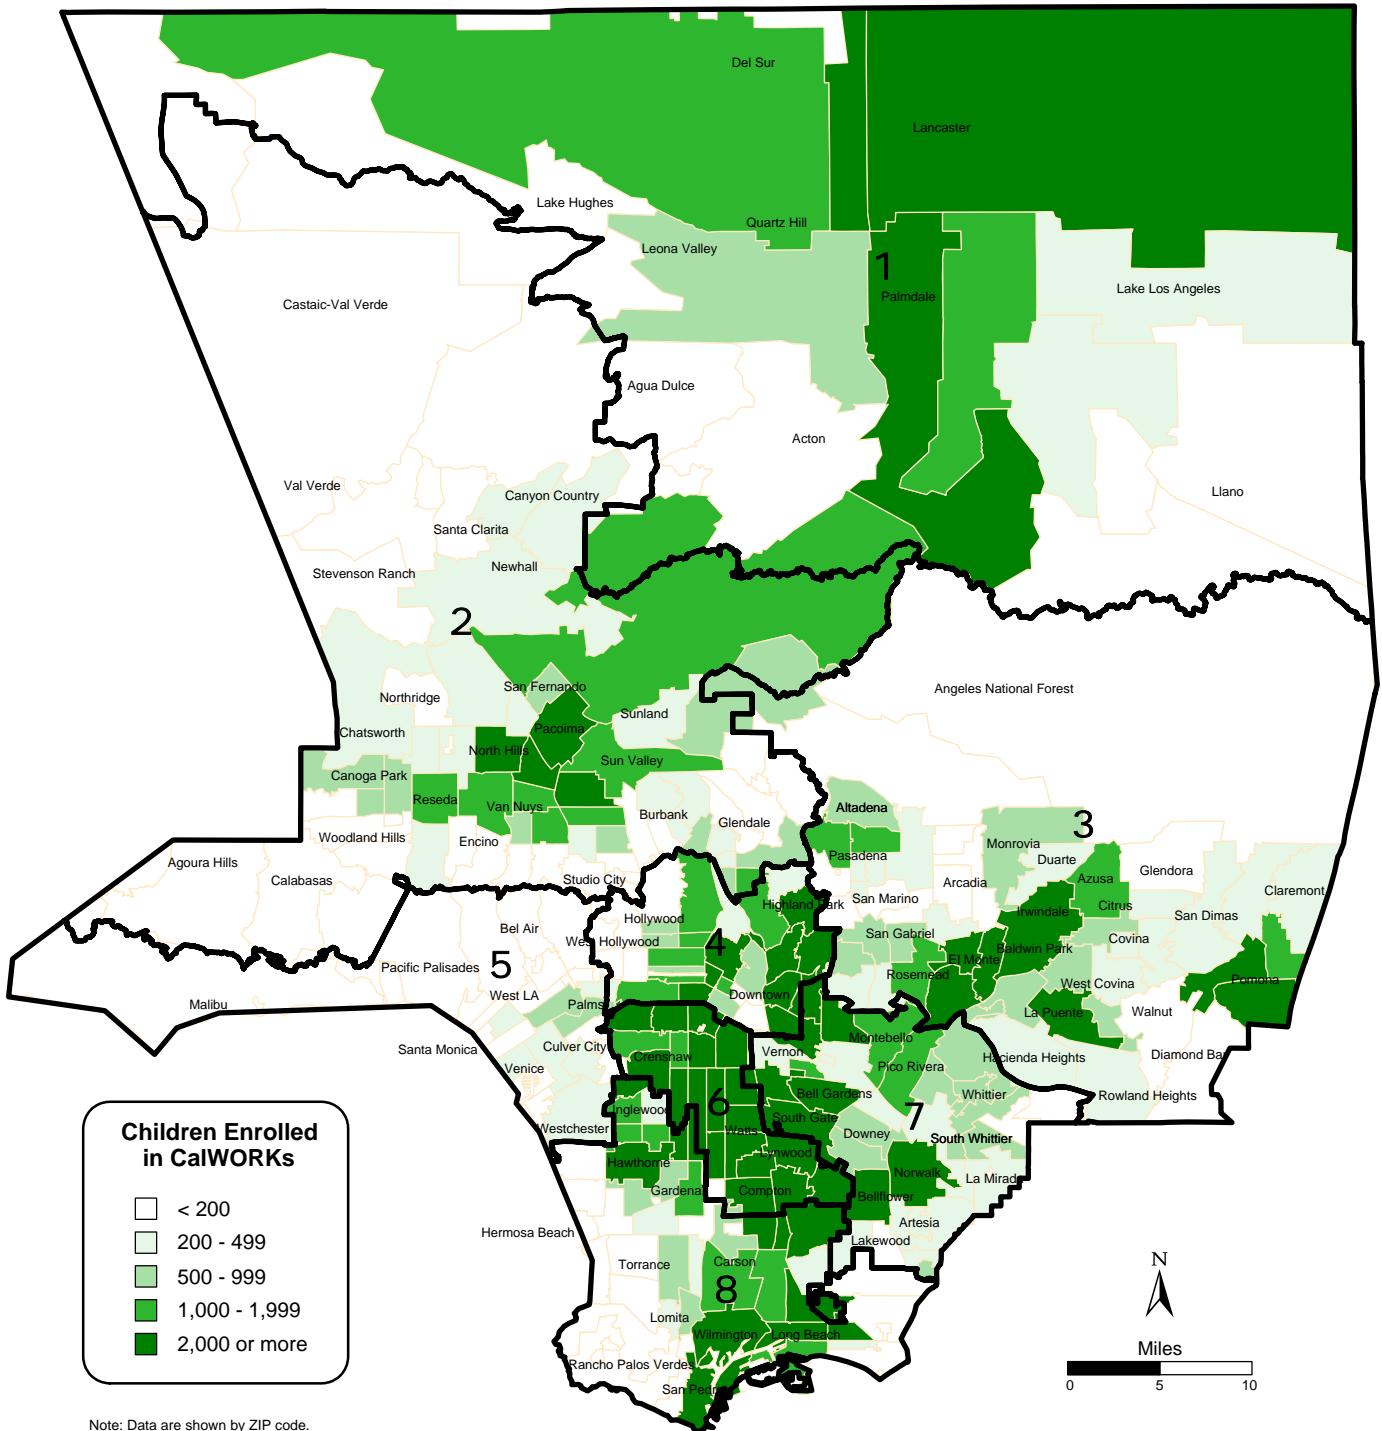 Del Sur
Lancaster
Lake Hughes
Quartz Hill
Leona Valley
1
Palmdale
Lake Los Angeles
Castaic-Val Verde
Agua Dulce
Acton
Val Verde
Canyon Country
Llano
Santa Clarita
Newhall
Stevenson Ranch
2
Angeles National Forest
San Fernando
Northridge
Sunland
Chatsworth
Pacoima
North Hills
Sun Valley
Canoga Park
Reseda
Van Nuys
Burbank
Glendale
Altadena
3
Woodland Hills
Encino
Pasadena
Monrovia
Duarte
Agoura Hills
Calabasas
Studio City
Arcadia
Azusa
Glendora
Claremont
San Marino
Highland Park
Citrus
Irwindale
San Dimas
Hollywood
Bel Air
West Hollywood
4
San Gabriel
Baldwin Park
Covina
5
Pacific Palisades
El Monte
Rosemead
West Covina
Pomona
West LA
Downtown
Malibu
Palms
La Puente
Walnut
Santa Monica
Culver City
Vernon
Montebello
Crenshaw
Hacienda Heights
Diamond Bar
Venice
Pico Rivera
Bell Gardens
Whittier
Rowland Heights
Inglewood
6
7
South Gate
Westchester
Watts
Downey
South Whittier
Lynwood
Hawthorne
Norwalk
La Mirada
Gardena
Compton
Bellflower
Artesia
Hermosa Beach
Lakewood
Torrance
Carson
8
Lomita
Wilmington
Long Beach
Rancho Palos Verdes
San Pedro
Children Enrolled
in CalWORKs
< 200
200 - 499
500 - 999
1,000 - 1,999
2,000 or more
N
Miles
0 5 10
Note: Data are shown by ZIP code.